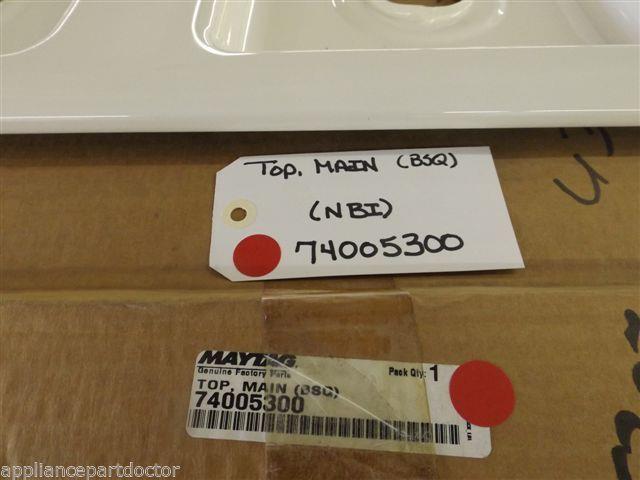 Top, MAIN (BSQ)
(NBI)
74005300
MAYTAG
Genuine Factory Parts
Pack Qty: 1
TOP, MAIN (BSQ)
74005300
appliancepartdoctor